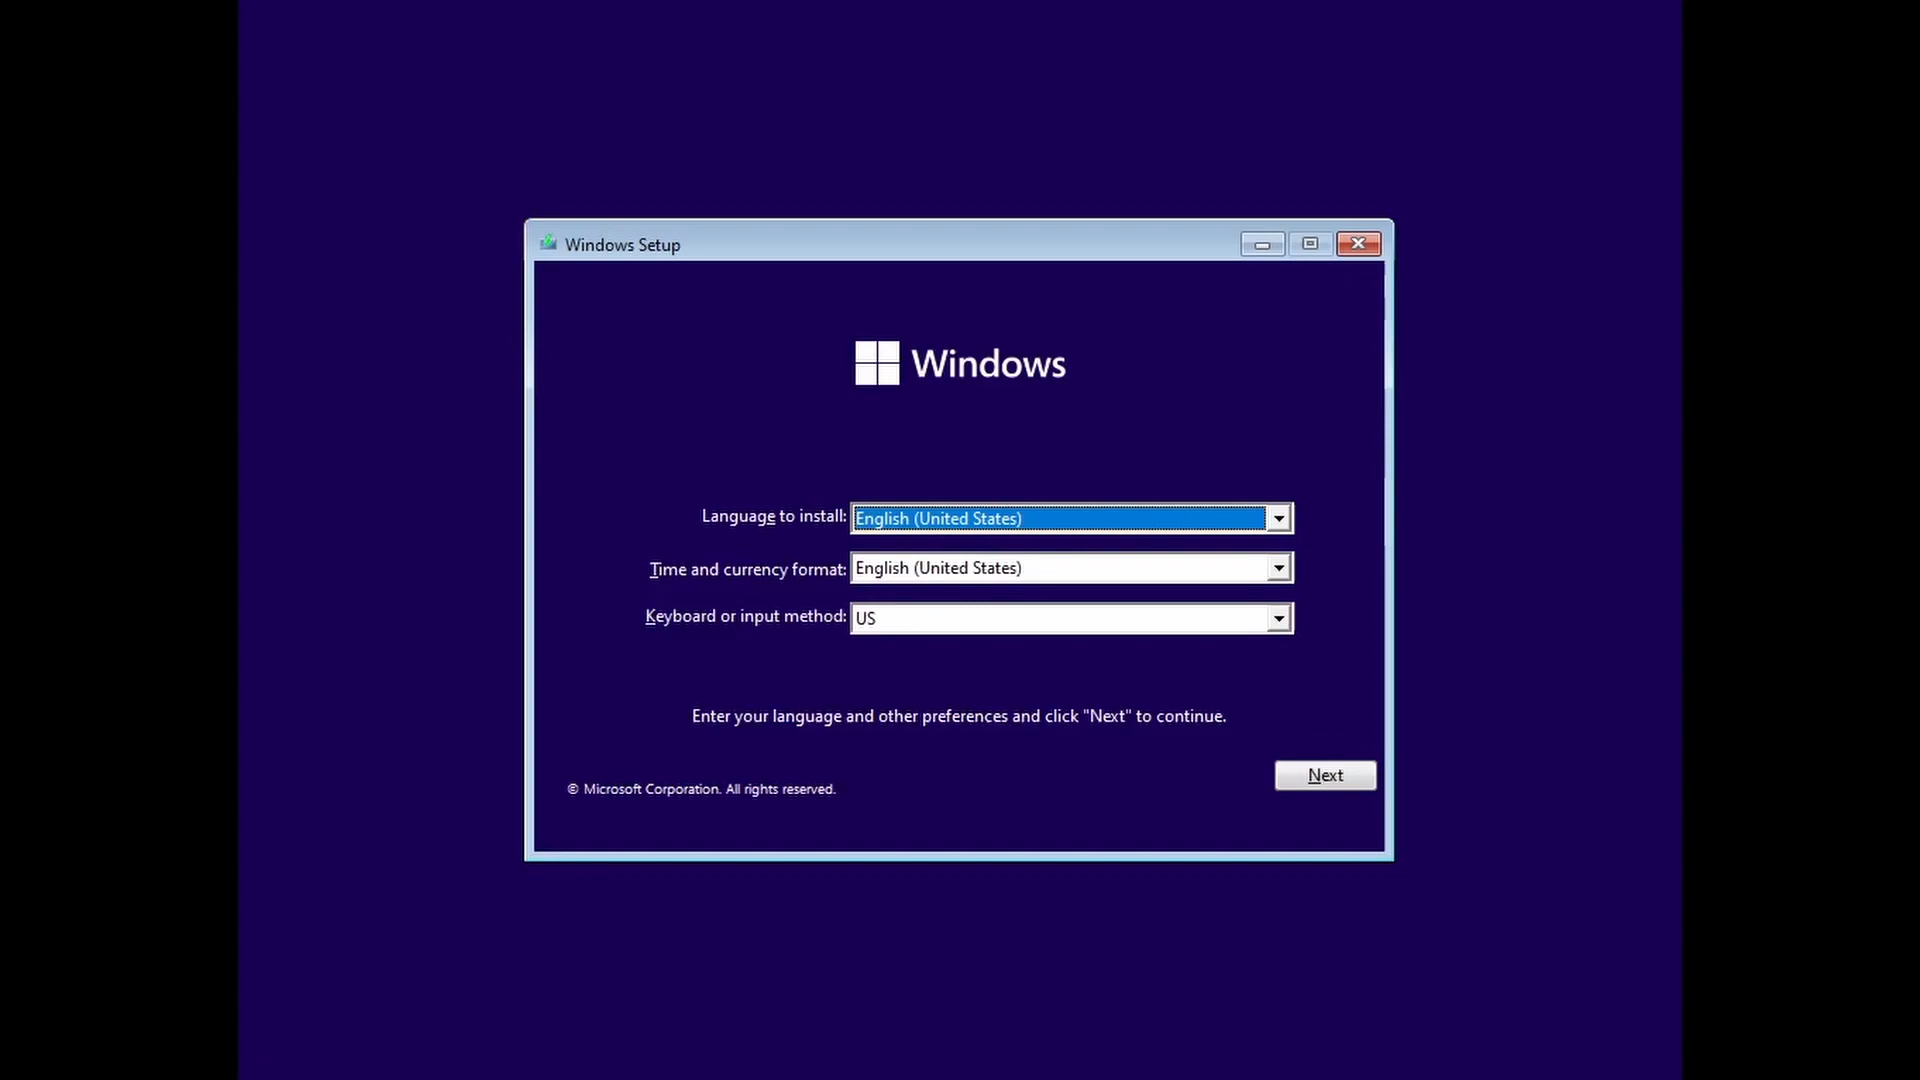 Windows Setup
Windows
Language to install: English (United States)
Time and currency format: English (United States)
Keyboard or input method: US
Enter your language and other preferences and click "Next" to continue.
Next
© Microsoft Corporation. All rights reserved.